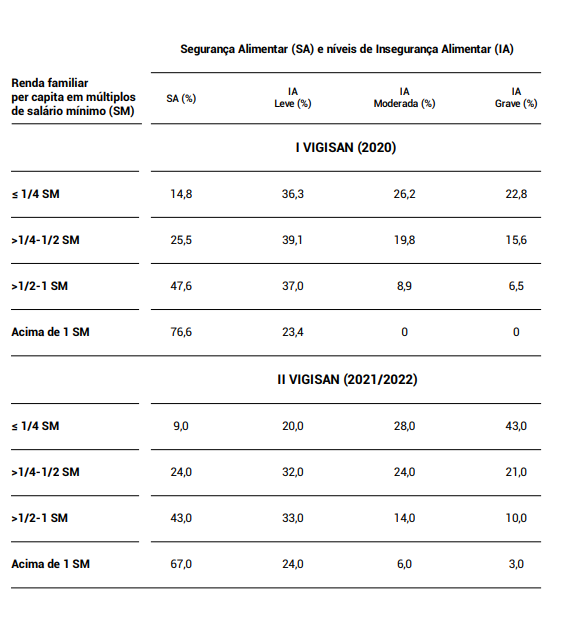 Segurança Alimentar (SA) e níveis de Insegurança Alimentar (IA)
Renda familiar
per capita em múltiplos
de salário mínimo (SM)
SA (%)
IA
Leve (%)
IA
Moderada (%)
IA
Grave (%)
I VIGISAN (2020)
≤ 1/4 SM 14,8 36,3 26,2 22,8
>1/4-1/2 SM 25,5 39,1 19,8 15,6
>1/2-1 SM 47,6 37,0 8,9 6,5
Acima de 1 SM 76,6 23,4 0 0
II VIGISAN (2021/2022)
≤ 1/4 SM 9,0 20,0 28,0 43,0
>1/4-1/2 SM 24,0 32,0 24,0 21,0
>1/2-1 SM 43,0 33,0 14,0 10,0
Acima de 1 SM 67,0 24,0 6,0 3,0